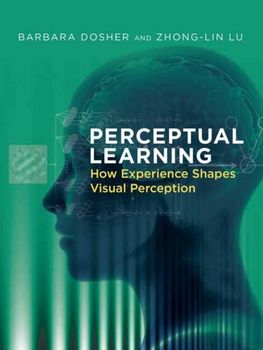 BARBARA DOSHER AND ZHONG-LIN LU
PERCEPTUAL
LEARNING
How Experience Shapes
Visual Perception